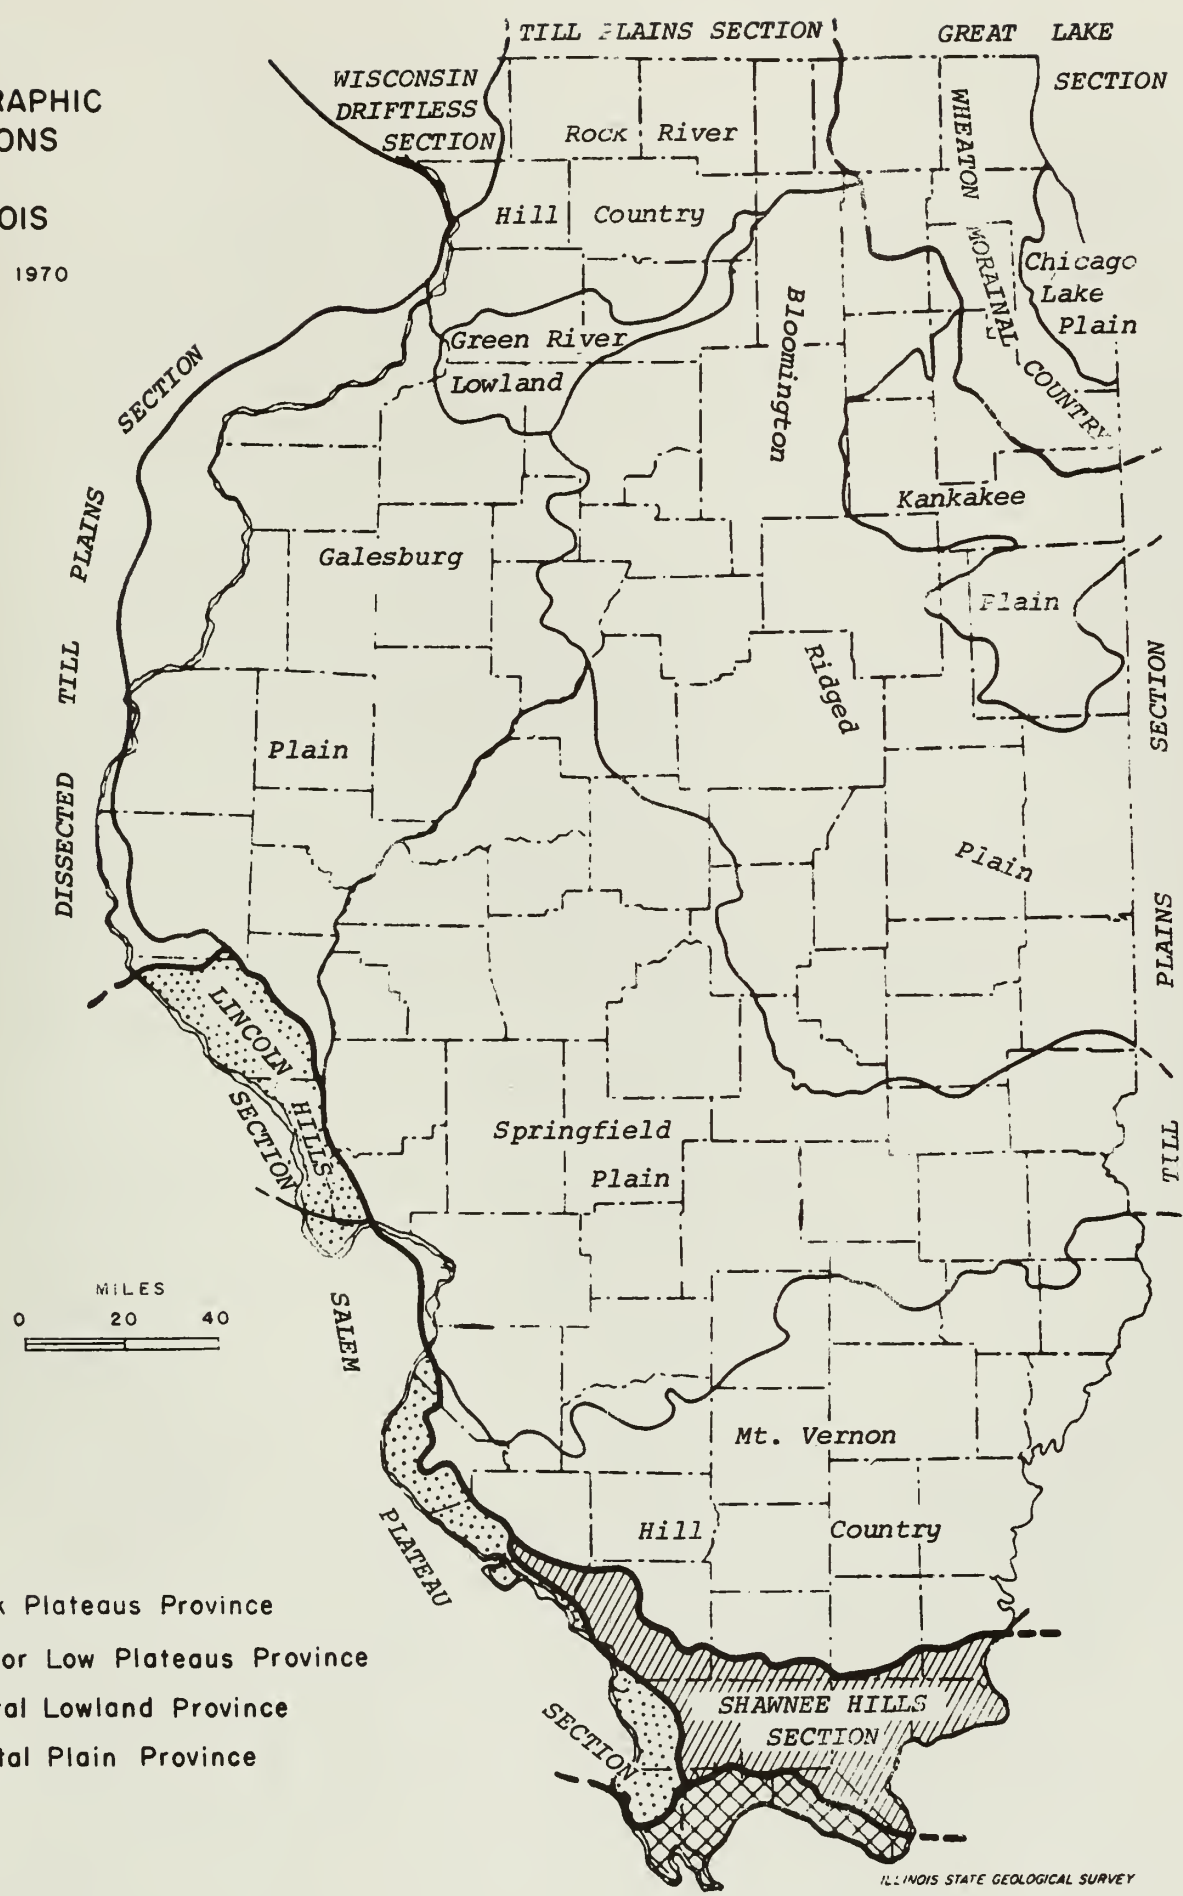 TILL PLAINS SECTION
GREAT LAKE
SECTION
RAPHIC
ONS
OIS
1970
WISCONSIN
DRIFTLESS
SECTION
Rock River
Hill Country
WHEATON
MORAINAL
COUNTRY
Chicago
Lake
Plain
Green River
Lowland
Bloomington
Ridged
Plain
Kankakee
Plain
Galesburg
Plain
DISSECTED TILL PLAINS SECTION
TILL PLAINS SECTION
LINCOLN
HILLS
SECTION
Springfield
Plain
MILES
0 20 40
SALEM
PLATEAU
SECTION
Mt. Vernon
Hill Country
SHAWNEE HILLS
SECTION
k Plateaus Province
or Low Plateaus Province
al Lowland Province
tal Plain Province
ILLINOIS STATE GEOLOGICAL SURVEY